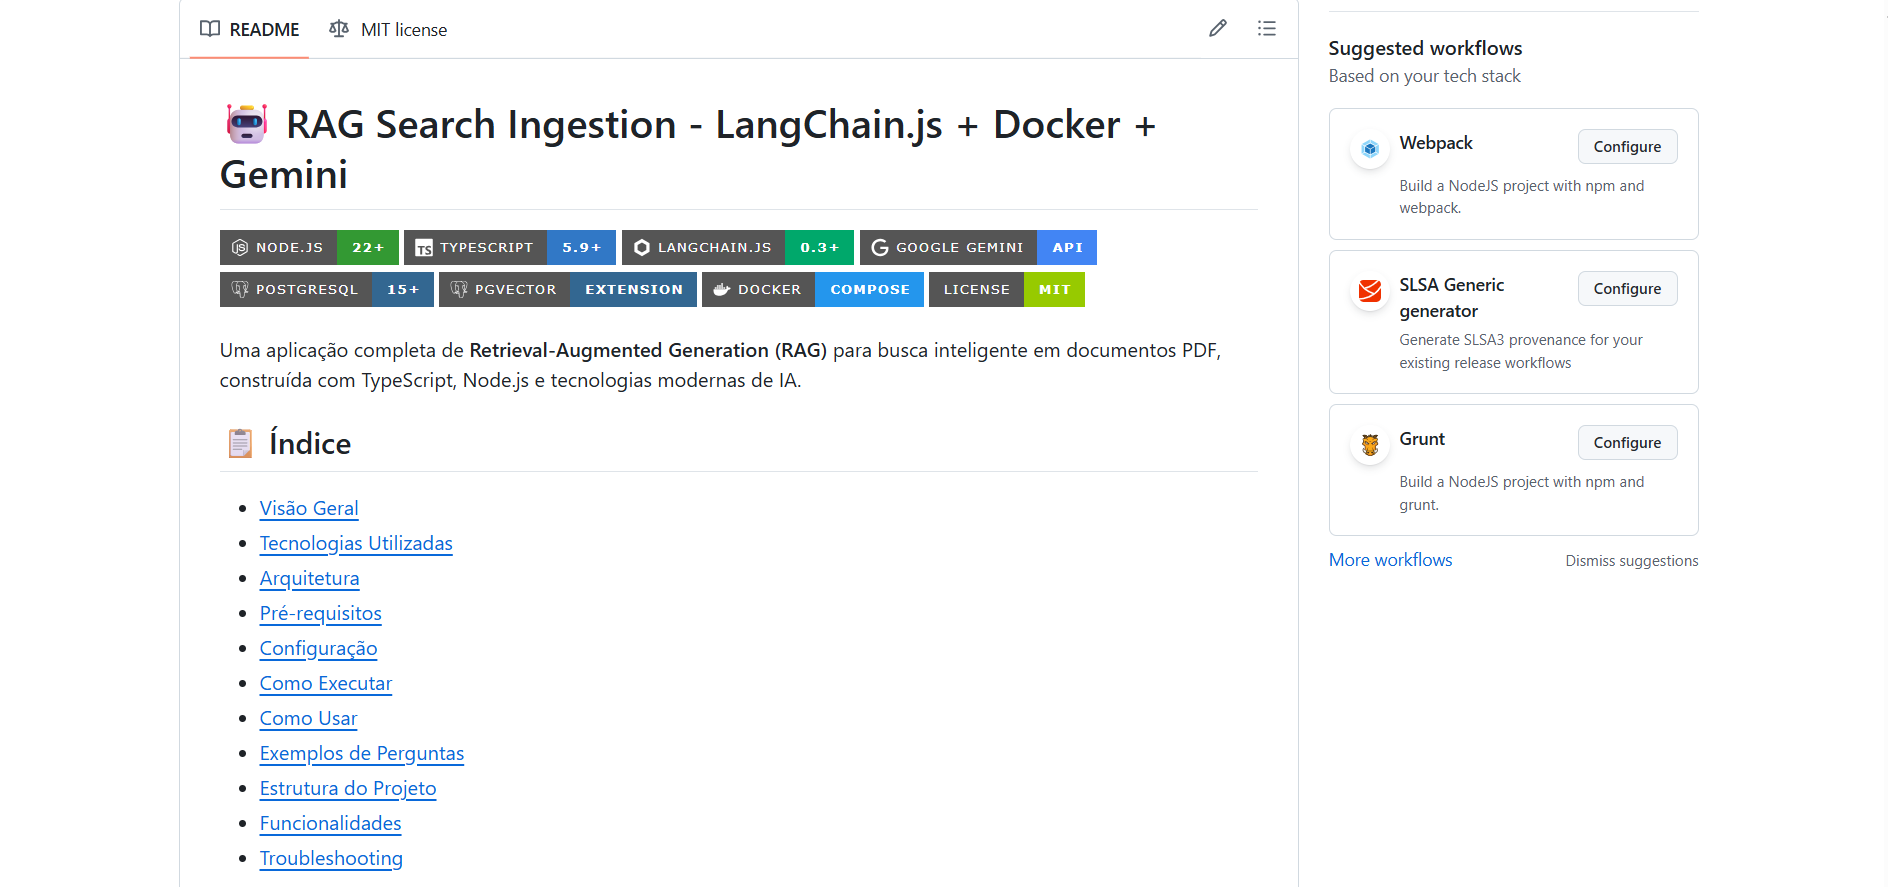 README
MIT license
RAG Search Ingestion - LangChain.js + Docker +
Gemini
NODE.JS 22+
TS TYPESCRIPT 5.9+
LANGCHAIN.JS 0.3+
GOOGLE GEMINI API
POSTGRESQL 15+
PGVECTOR EXTENSION
DOCKER COMPOSE
LICENSE MIT
Uma aplicação completa de Retrieval-Augmented Generation (RAG) para busca inteligente em documentos PDF,
construída com TypeScript, Node.js e tecnologias modernas de IA.
Índice
Visão Geral
Tecnologias Utilizadas
Arquitetura
Pré-requisitos
Configuração
Como Executar
Como Usar
Exemplos de Perguntas
Estrutura do Projeto
Funcionalidades
Troubleshooting
Suggested workflows
Based on your tech stack
Webpack
Configure
Build a NodeJS project with npm and
webpack.
SLSA Generic
generator
Configure
Generate SLSA3 provenance for your
existing release workflows
Grunt
Configure
Build a NodeJS project with npm and
grunt.
More workflows
Dismiss suggestions